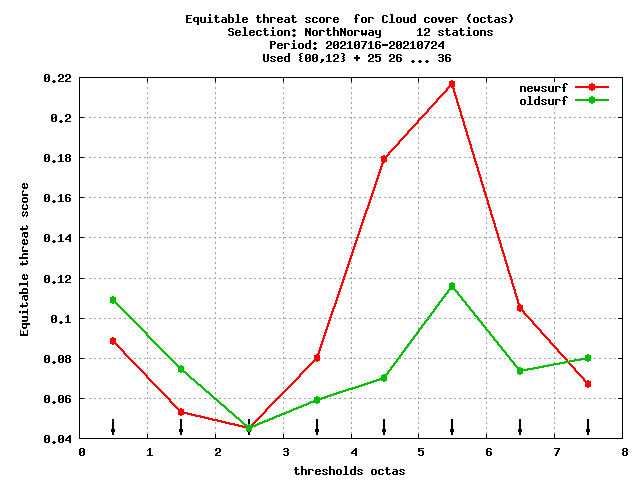 Equitable threat score  for Cloud cover (octas)
Selection: NorthNorway     12 stations
Period: 20210716-20210724
Used {00,12} + 25 26 ... 36
newsurf
oldsurf
0.22
0.2
0.18
0.16
0.14
0.12
0.1
0.08
0.06
0.04
Equitable threat score
0 1 2 3 4 5 6 7 8
thresholds octas